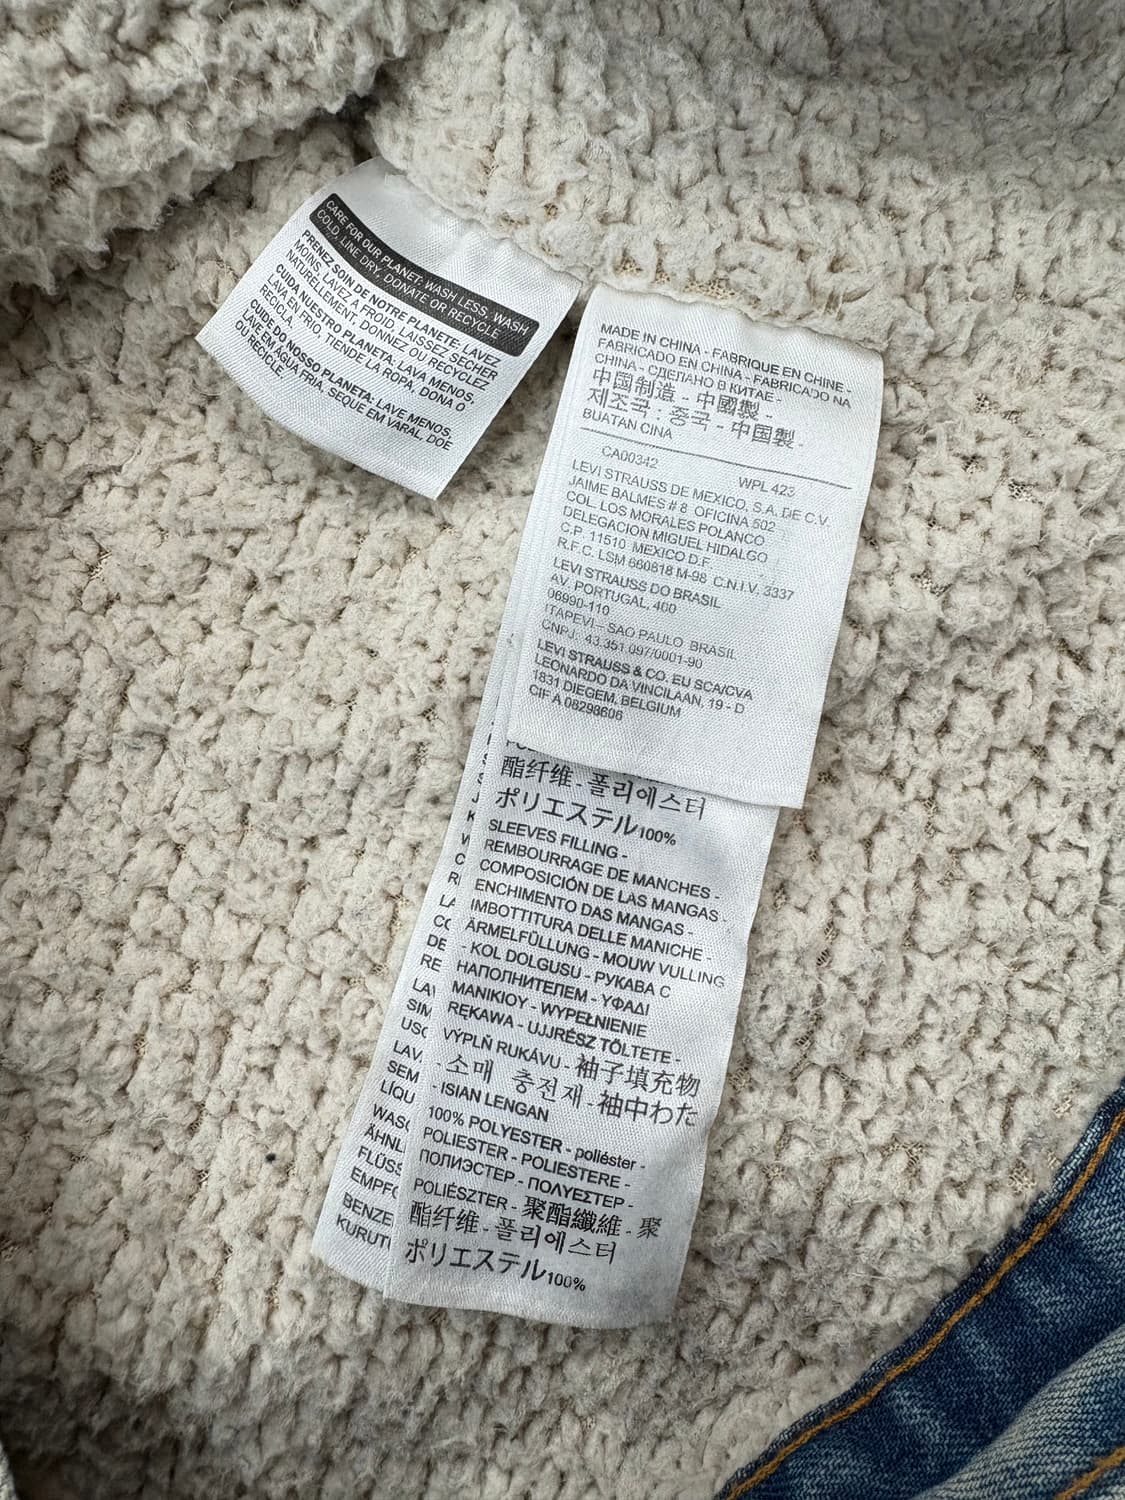 CARE FOR OUR PLANET: WASH LESS, WASH
COLD, LINE DRY, DONATE OR RECYCLE
PRENEZ SOIN DE NOTRE PLANETE: LAVEZ
MOINS, LAVEZ A FROID, LAISSEZ SECHER
NATURELLEMENT, DONNEZ OU RECYCLEZ
CUIDA NUESTRO PLANETA: LAVA MENOS,
LAVA EN FRIO, TIENDE LA ROPA, DONA O
RECICLA.
CUIDE DO NOSSO PLANETA: LAVE MENOS,
LAVE EM AGUA FRIA, SEQUE EM VARAL, DOE
OU RECICLE.
MADE IN CHINA - FABRIQUE EN CHINE -
FABRICADO EN CHINA - FABRICADO NA
CHINA - СДЕЛАНО В КИТАЕ -
中国制造 - 中國製 -
제조국 : 중국 - 中国製 -
BUATAN CINA
CA00342 WPL 423
LEVI STRAUSS DE MEXICO, S.A. DE C.V.
JAIME BALMES # 8 OFICINA 502
COL. LOS MORALES POLANCO
DELEGACION MIGUEL HIDALGO
C.P. 11510 MEXICO D.F.
R.F.C. LSM 660818 M-98 C.N.I.V. 3337
LEVI STRAUSS DO BRASIL
AV. PORTUGAL, 400
06990-110
ITAPEVI – SAO PAULO BRASIL
CNPJ: 43.351.097/0001-90
LEVI STRAUSS & CO. EU SCA/CVA
LEONARDO DA VINCILAAN, 19 - D
1831 DIEGEM, BELGIUM
CIF A 08298606
酯纤维 - 폴리에스터
ポリエステル100%
SLEEVES FILLING -
REMBOURRAGE DE MANCHES -
COMPOSICIÓN DE LAS MANGAS -
ENCHIMENTO DAS MANGAS -
IMBOTTITURA DELLE MANICHE -
ÄRMELFÜLLUNG - MOUW VULLING
- KOL DOLGUSU - РУКАВА С
НАПОЛНИТЕЛЕМ - ΥΦΑΔΙ
ΜΑΝΙΚΙΟΥ - WYPEŁNIENIE
RĘKAWA - UJJRÉSZ TÖLTETE -
VÝPLŇ RUKÁVU - 袖子填充物
- 소매 충전재 - 袖中わた
- ISIAN LENGAN
100% POLYESTER - poliéster -
POLIESTER - POLIESTERE -
ПОЛИЭСТЕР - ΠΟΛΥΕΣΤΕΡ -
POLIÉSZTER - 聚酯纖維 - 聚
酯纤维 - 폴리에스터
ポリエステル100%